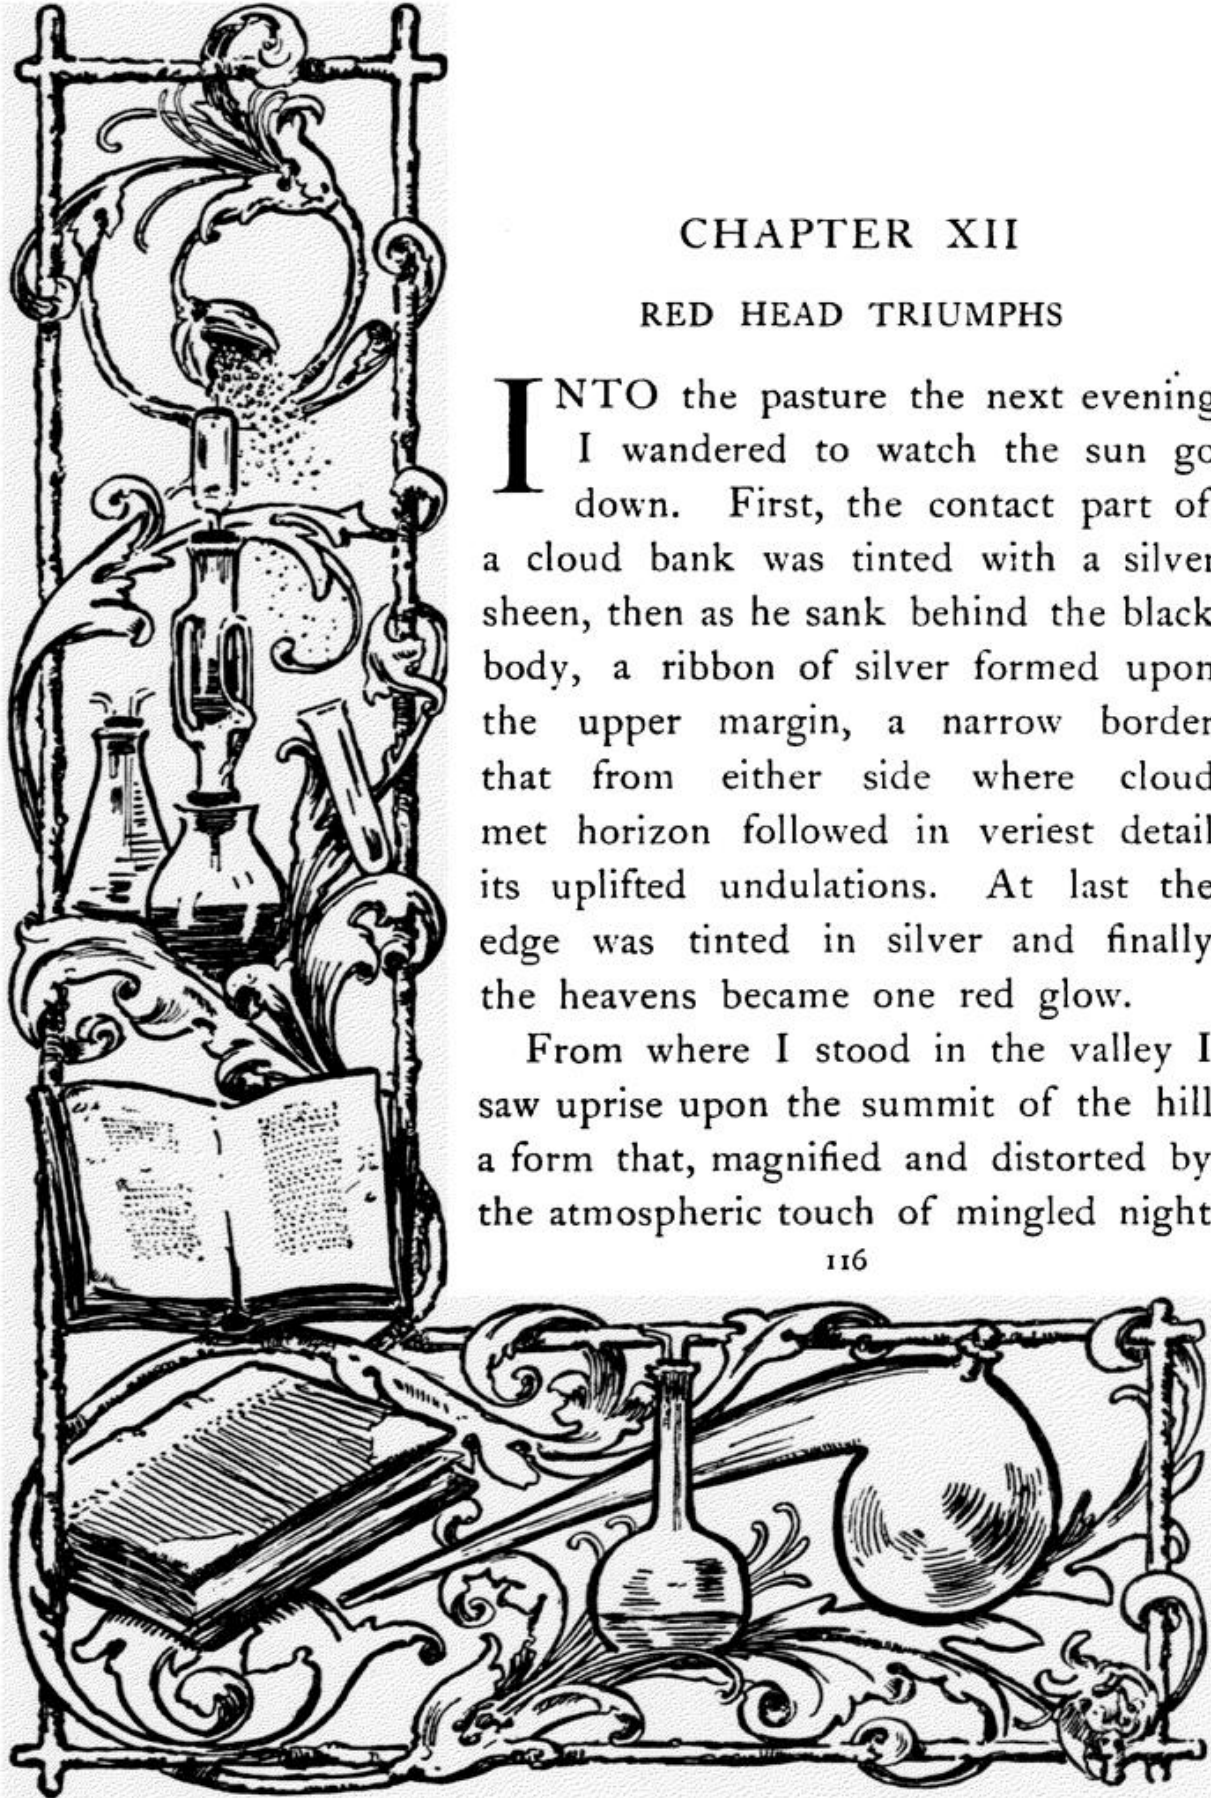 CHAPTER XII
RED HEAD TRIUMPHS
INTO the pasture the next evening
I wandered to watch the sun go
down. First, the contact part of
a cloud bank was tinted with a silver
sheen, then as he sank behind the black
body, a ribbon of silver formed upon
the upper margin, a narrow border
that from either side where cloud
met horizon followed in veriest detail
its uplifted undulations. At last the
edge was tinted in silver and finally
the heavens became one red glow.
From where I stood in the valley I
saw uprise upon the summit of the hill
a form that, magnified and distorted by
the atmospheric touch of mingled night
116